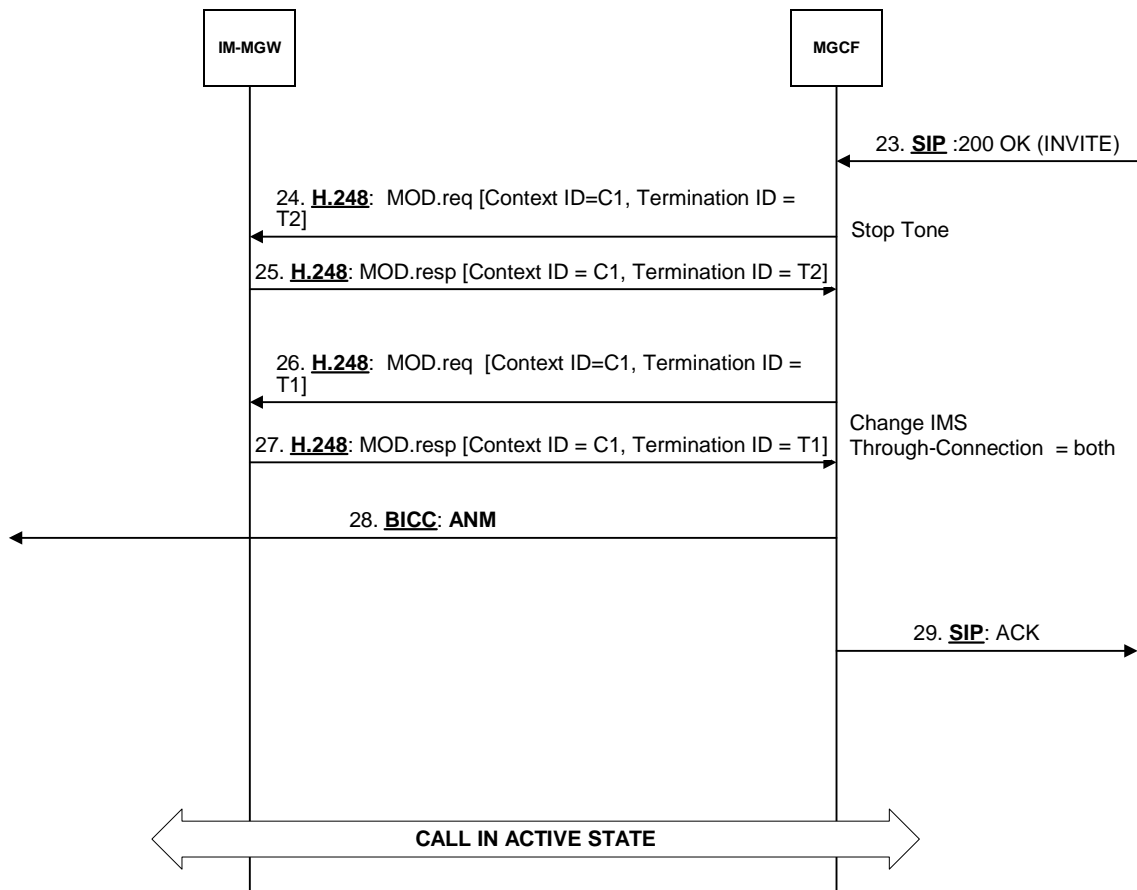 IM-MGW
MGCF
23. SIP :200 OK (INVITE)
24. H.248: MOD.req [Context ID=C1, Termination ID =
T2]
Stop Tone
25. H.248: MOD.resp [Context ID = C1, Termination ID = T2]
26. H.248: MOD.req [Context ID=C1, Termination ID =
T1]
Change IMS
Through-Connection = both
27. H.248: MOD.resp [Context ID = C1, Termination ID = T1]
28. BICC: ANM
29. SIP: ACK
CALL IN ACTIVE STATE